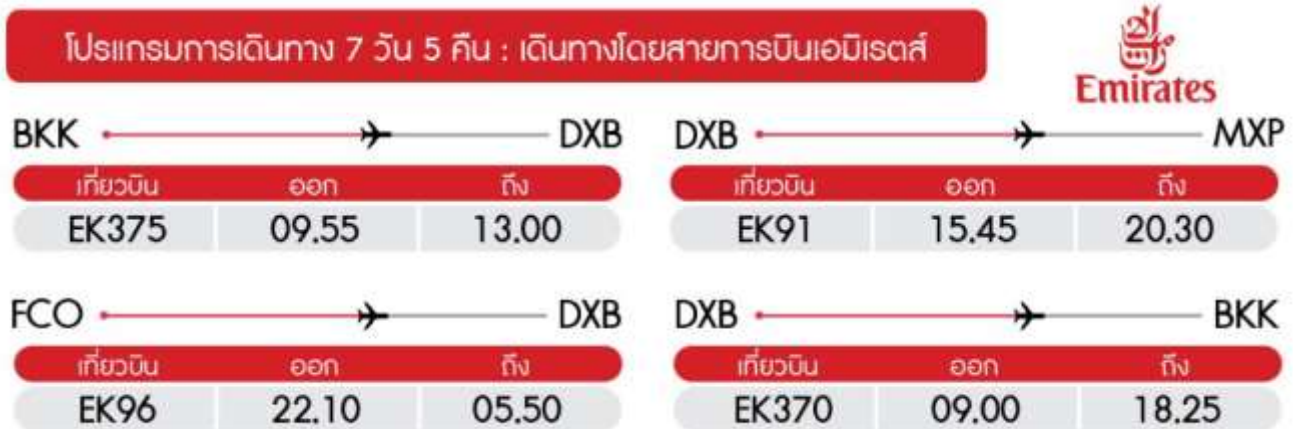 โปรแกรมการเดินทาง 7 วัน 5 คืน : เดินทางโดยสายการบินเอมิเรตส์
Emirates
BKK DXB
เที่ยวบิน ออก ถึง
EK375 09.55 13.00
DXB MXP
เที่ยวบิน ออก ถึง
EK91 15.45 20.30
FCO DXB
เที่ยวบิน ออก ถึง
EK96 22.10 05.50
DXB BKK
เที่ยวบิน ออก ถึง
EK370 09.00 18.25